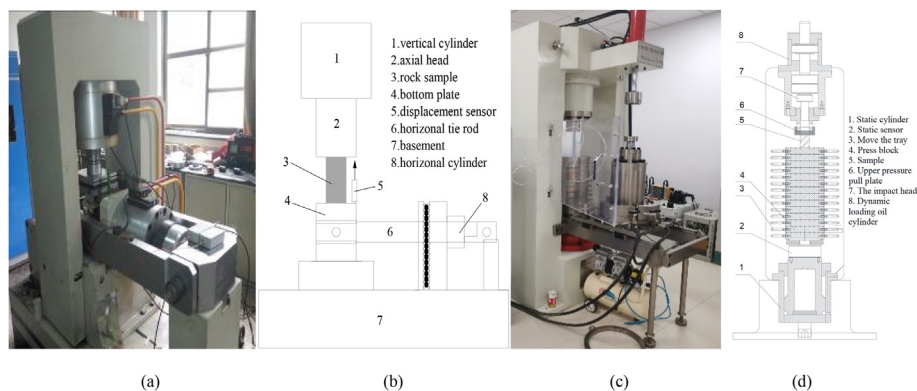 1
2
3
4
5
6
7
8
1.vertical cylinder
2.axial head
3.rock sample
4.bottom plate
5.displacement sensor
6.horizonal tie rod
7.basement
8.horizonal cylinder
8
7
6
5
4
3
2
1
1. Static cylinder
2. Static sensor
3. Move the tray
4. Press block
5. Sample
6. Upper pressure
pull plate
7. The impact head
8. Dynamic
loading oil
cylinder
(a)
(b)
(c)
(d)